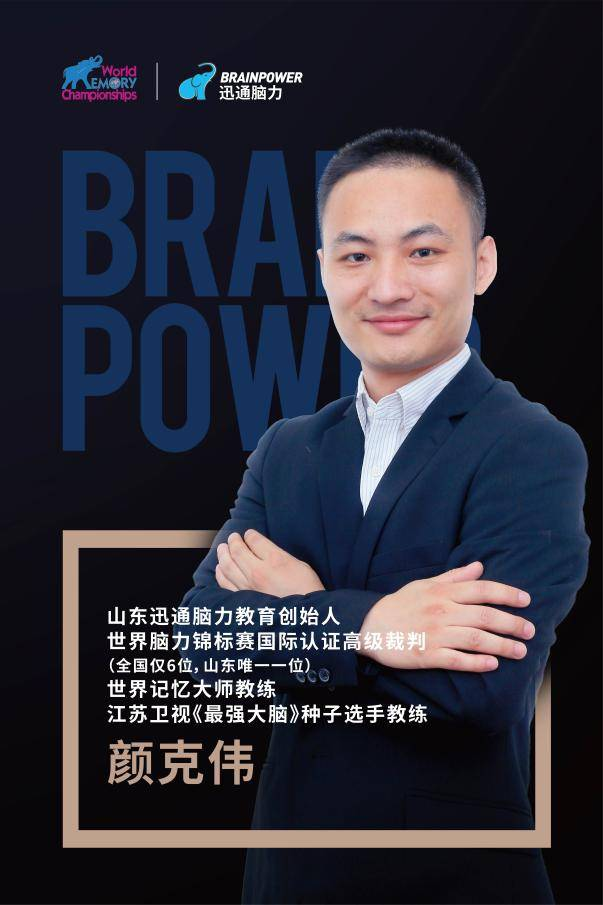 World
MEMORY
Championships
BRAINPOWER
迅通脑力
BRAIN
POWER
山东迅通脑力教育创始人
世界脑力锦标赛国际认证高级裁判
（全国仅6位，山东唯一一位）
世界记忆大师教练
江苏卫视《最强大脑》种子选手教练
颜克伟